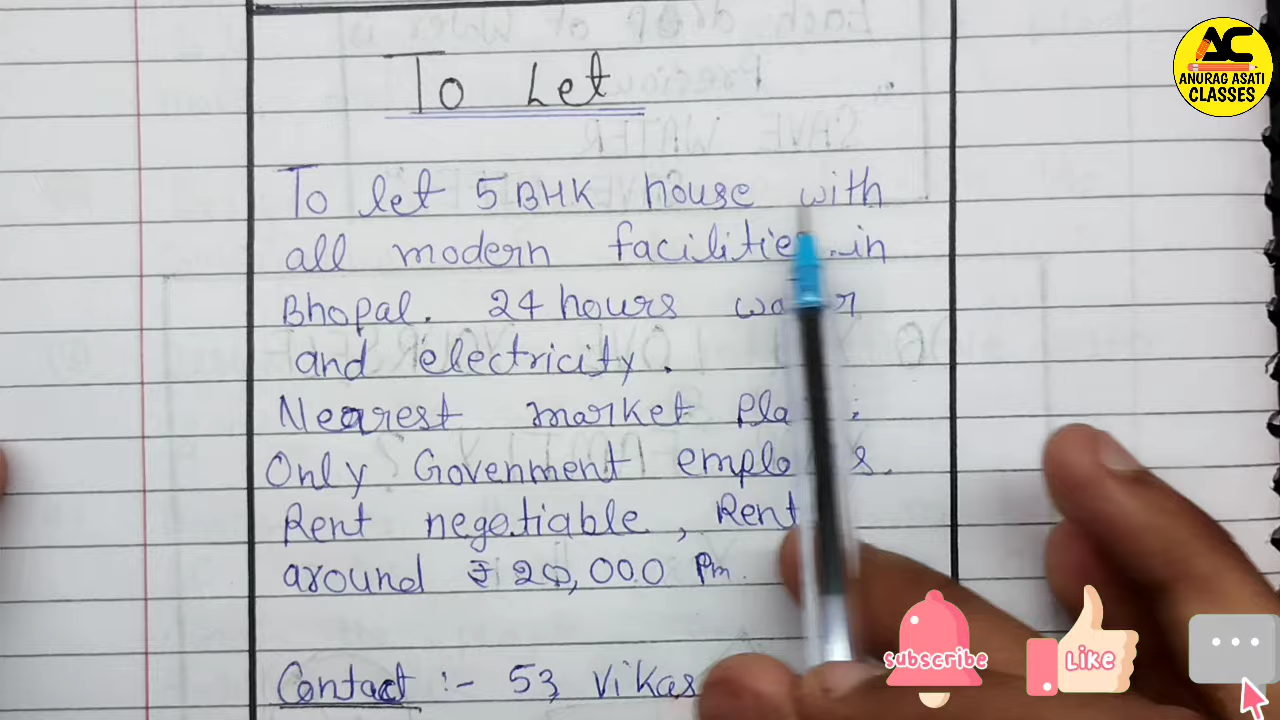 To Let
To let 5 BHK house with
all modern facilities in
Bhopal. 24 hours
and electricity.
Nearest market
Only Govenment
Rent negotiable, Rent
around ₹ 20,000 Pm.
Contact :- 53, Vikas
AC
ANURAG ASATI
CLASSES
subscribe
LIKE